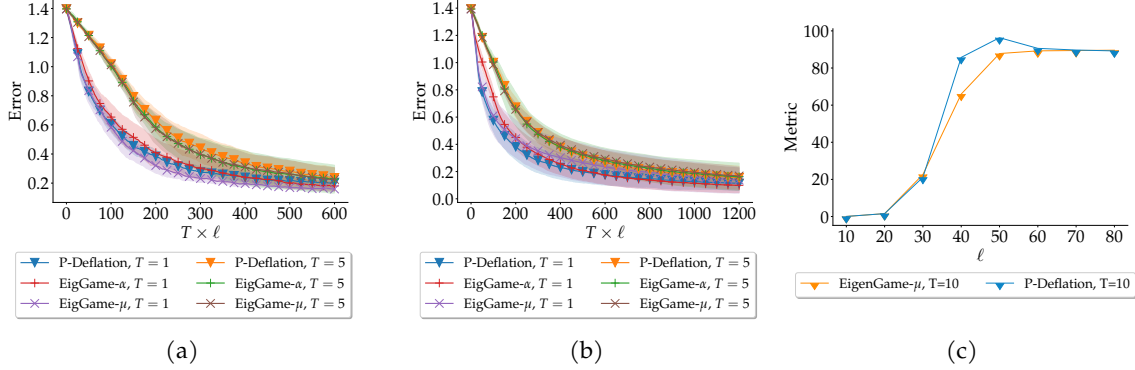 1.4
1.2
1.0
0.8
0.6
0.4
0.2
Error
0 100 200 300 400 500 600
T × ℓ
P-Deflation, T = 1 P-Deflation, T = 5
EigGame-α, T = 1 EigGame-α, T = 5
EigGame-μ, T = 1 EigGame-μ, T = 5
(a)
1.4
1.2
1.0
0.8
0.6
0.4
0.2
0.0
Error
0 200 400 600 800 1000 1200
T × ℓ
P-Deflation, T = 1 P-Deflation, T = 5
EigGame-α, T = 1 EigGame-α, T = 5
EigGame-μ, T = 1 EigGame-μ, T = 5
(b)
100
80
60
40
20
0
Metric
10 20 30 40 50 60 70 80
ℓ
EigenGame-μ, T=10 P-Deflation, T=10
(c)